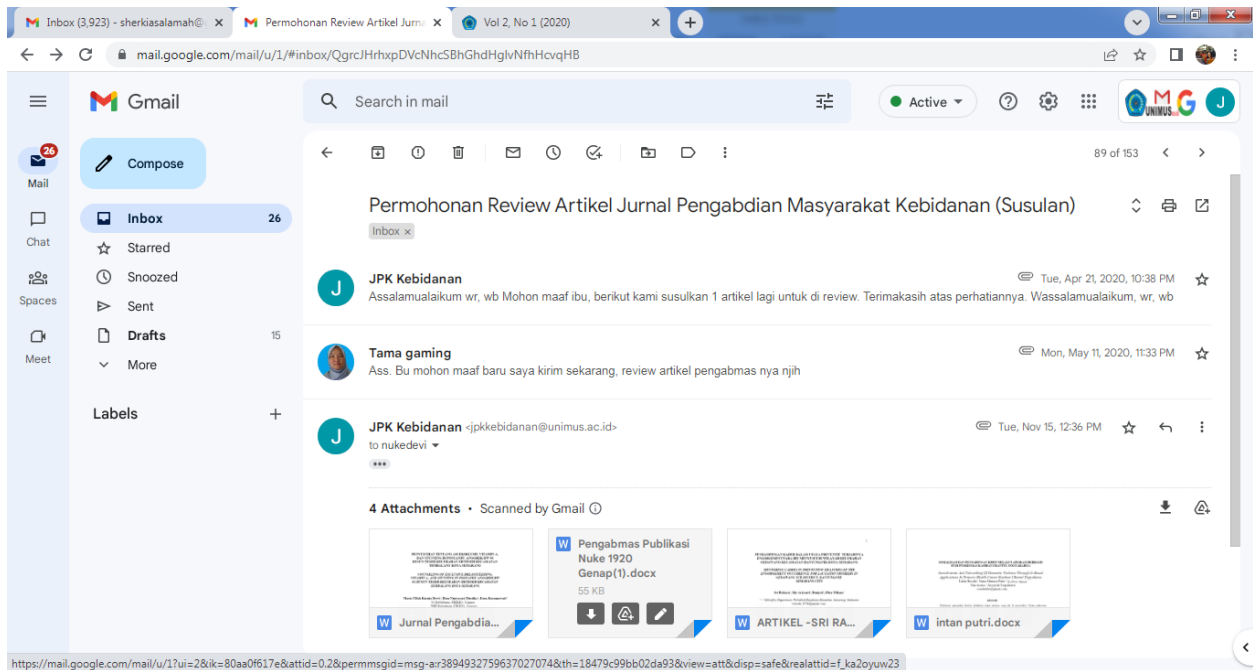 Inbox (3,923) - sherkiasalamah@
Permohonan Review Artikel Jurna
Vol 2, No 1 (2020)
mail.google.com/mail/u/1/#inbox/QgrcJHrhxpDVcNhcSBhGhdHglvNfhHcvqHB
Gmail
Search in mail
Active
UNIMUS
J
26
Mail
Chat
Spaces
Meet
Compose
Inbox 26
Starred
Snoozed
Sent
Drafts 15
More
Labels
89 of 153
Permohonan Review Artikel Jurnal Pengabdian Masyarakat Kebidanan (Susulan)
Inbox ×
J
JPK Kebidanan Tue, Apr 21, 2020, 10:38 PM
Assalamualaikum wr, wb Mohon maaf ibu, berikut kami susulkan 1 artikel lagi untuk di review. Terimakasih atas perhatiannya. Wassalamualaikum, wr, wb
Tama gaming Mon, May 11, 2020, 11:33 PM
Ass. Bu mohon maaf baru saya kirim sekarang, review artikel pengabmas nya njih
J
JPK Kebidanan <jpkkebidanan@unimus.ac.id> Tue, Nov 15, 12:36 PM
to nukedevi
4 Attachments • Scanned by Gmail
W Jurnal Pengabdia...
W Pengabmas Publikasi
Nuke 1920
Genap(1).docx
55 KB
W ARTIKEL -SRI RA...
W intan putri.docx
https://mail.google.com/mail/u/1?ui=2&ik=80aa0f617e&attid=0.2&permmsgid=msg-a:r3894932759637027074&th=18479c99bb02da93&view=att&disp=safe&realattid=f_ka2oyuw23